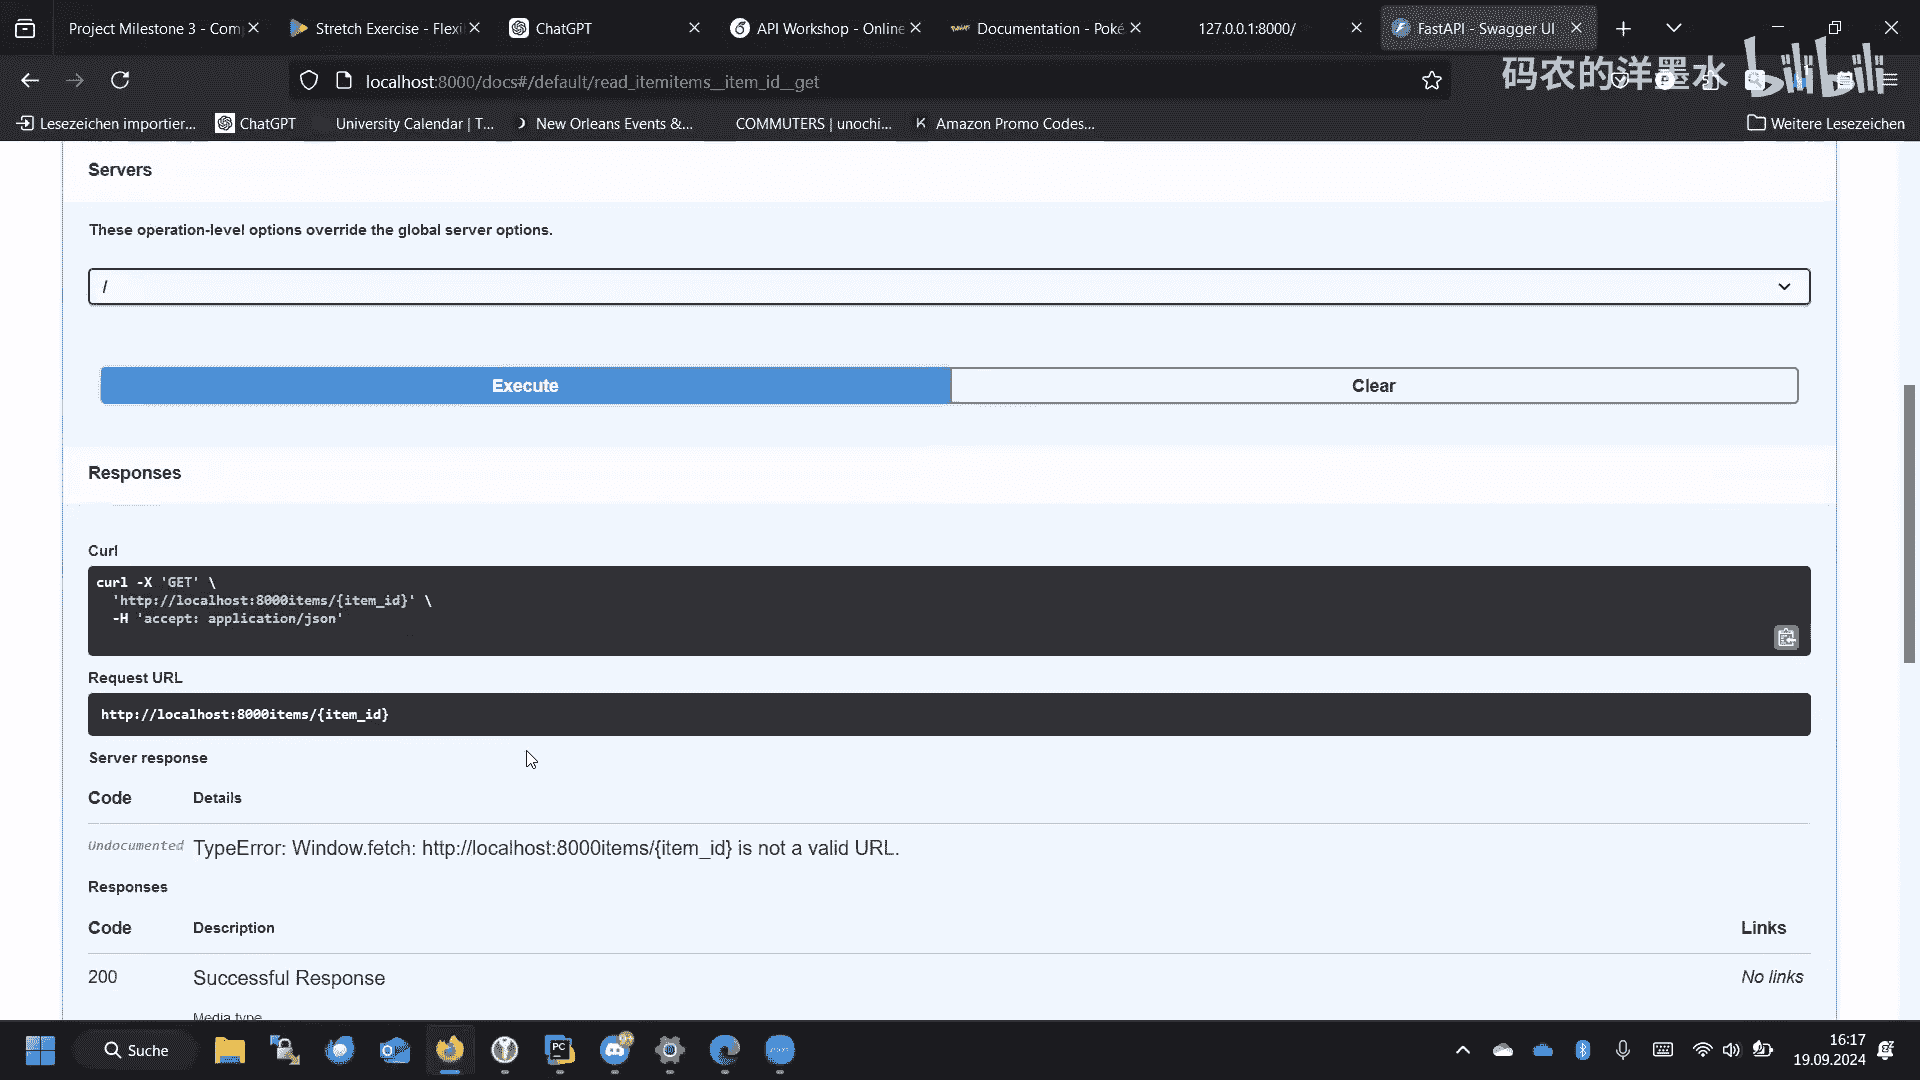 Project Milestone 3 - Com
Stretch Exercise - Flexi
ChatGPT
API Workshop - Online
Documentation - Poké
127.0.0.1:8000/
FastAPI - Swagger UI
localhost:8000/docs#/default/read_itemitems__item_id__get
码农的洋墨水 bilibili
Lesezeichen importier...
ChatGPT
University Calendar | T...
New Orleans Events &...
COMMUTERS | unochi...
Amazon Promo Codes...
Weitere Lesezeichen
Servers
These operation-level options override the global server options.
/
Execute
Clear
Responses
Curl
curl -X 'GET' \
'http://localhost:8000items/{item_id}' \
-H 'accept: application/json'
Request URL
http://localhost:8000items/{item_id}
Server response
Code Details
Undocumented TypeError: Window.fetch: http://localhost:8000items/{item_id} is not a valid URL.
Responses
Code Description Links
200 Successful Response No links
Media type
Suche
PC
16:17
19.09.2024